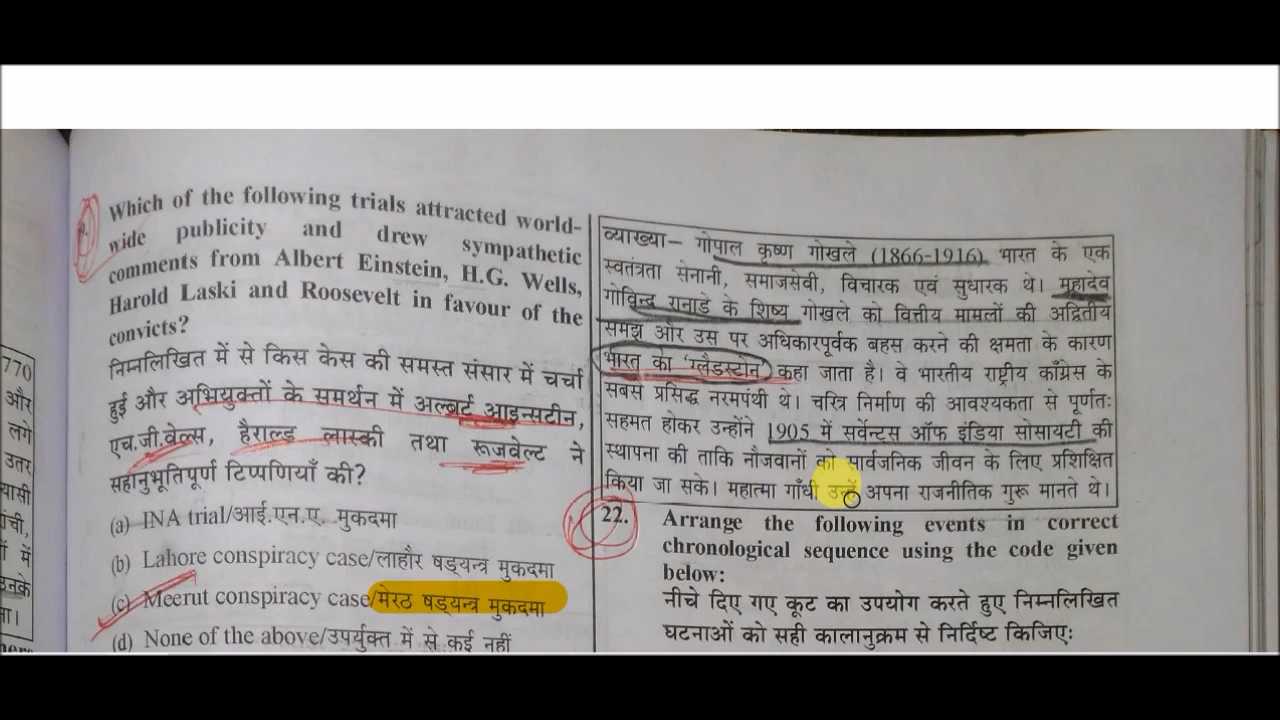 Which of the following trials attracted world-
wide publicity and drew sympathetic
comments from Albert Einstein, H.G. Wells,
Harold Laski and Roosevelt in favour of the
convicts?
निम्नलिखित में से किस केस की समस्त संसार में चर्चा
हुई और अभियुक्तों के समर्थन में अल्बर्ट आइन्सटीन,
एच.जी.वेल्स, हैराल्ड लास्की तथा रूजवेल्ट ने
सहानुभूतिपूर्ण टिप्पणियाँ की?
(a) INA trial/आई.एन.ए. मुकदमा
(b) Lahore conspiracy case/लाहौर षड्यन्त्र मुकदमा
(c) Meerut conspiracy case/मेरठ षड्यन्त्र मुकदमा
(d) None of the above/उपर्युक्त में से कई नहीं
व्याख्या– गोपाल कृष्ण गोखले (1866-1916) भारत के एक
स्वतंत्रता सेनानी, समाजसेवी, विचारक एवं सुधारक थे। महादेव
गोविन्द रानाडे के शिष्य गोखले को वित्तीय मामलों की अद्वितीय
समझ और उस पर अधिकारपूर्वक बहस करने की क्षमता के कारण
भारत का 'ग्लैडस्टोन' कहा जाता है। वे भारतीय राष्ट्रीय काँग्रेस के
सबसे प्रसिद्ध नरमपंथी थे। चरित्र निर्माण की आवश्यकता से पूर्णतः
सहमत होकर उन्होंने 1905 में सर्वेन्टस ऑफ इंडिया सोसायटी की
स्थापना की ताकि नौजवानों को सार्वजनिक जीवन के लिए प्रशिक्षित
किया जा सके। महात्मा गाँधी उन्हें अपना राजनीतिक गुरू मानते थे।
22. Arrange the following events in correct
chronological sequence using the code given
below:
नीचे दिए गए कूट का उपयोग करते हुए निम्नलिखित
घटनाओं को सही कालानुक्रम से निर्दिष्ट किजिए:
770
और
लगे
उतर
यासी
में
उनके